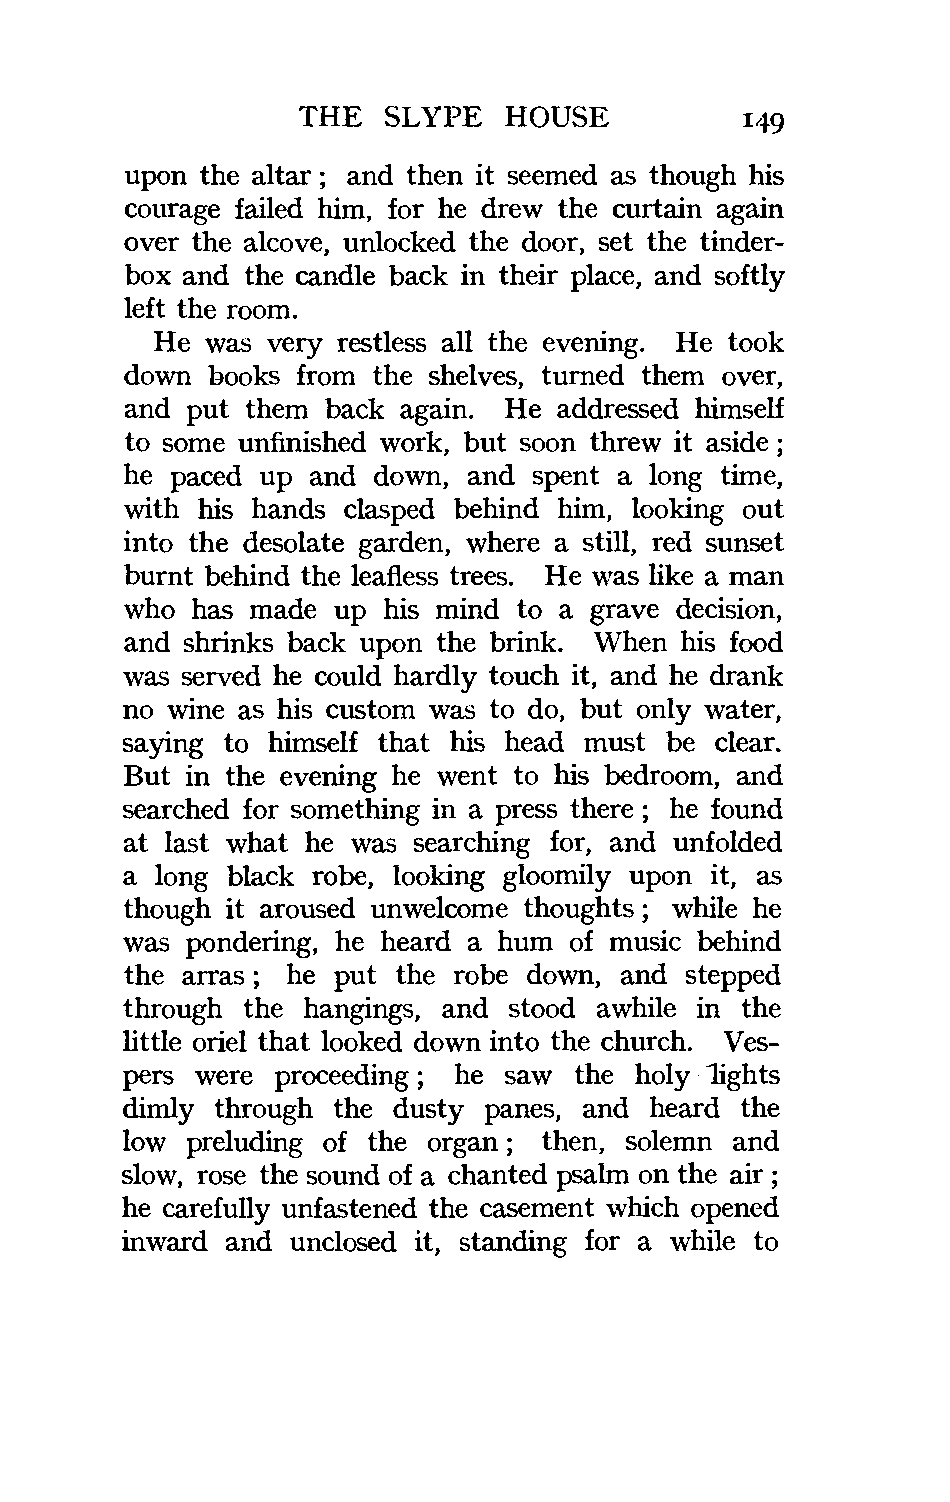 THE SLYPE HOUSE 149
upon the altar ; and then it seemed as though his
courage failed him, for he drew the curtain again
over the alcove, unlocked the door, set the tinder-
box and the candle back in their place, and softly
left the room.
He was very restless all the evening. He took
down books from the shelves, turned them over,
and put them back again. He addressed himself
to some unfinished work, but soon threw it aside ;
he paced up and down, and spent a long time,
with his hands clasped behind him, looking out
into the desolate garden, where a still, red sunset
burnt behind the leafless trees. He was like a man
who has made up his mind to a grave decision,
and shrinks back upon the brink. When his food
was served he could hardly touch it, and he drank
no wine as his custom was to do, but only water,
saying to himself that his head must be clear.
But in the evening he went to his bedroom, and
searched for something in a press there ; he found
at last what he was searching for, and unfolded
a long black robe, looking gloomily upon it, as
though it aroused unwelcome thoughts ; while he
was pondering, he heard a hum of music behind
the arras ; he put the robe down, and stepped
through the hangings, and stood awhile in the
little oriel that looked down into the church. Ves-
pers were proceeding ; he saw the holy lights
dimly through the dusty panes, and heard the
low preluding of the organ ; then, solemn and
slow, rose the sound of a chanted psalm on the air ;
he carefully unfastened the casement which opened
inward and unclosed it, standing for a while to